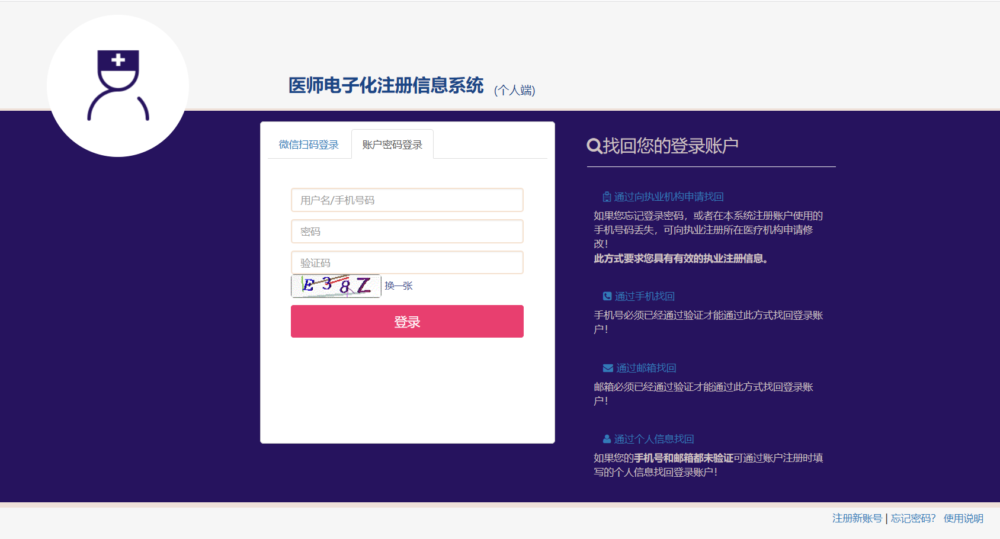 医师电子化注册信息系统 (个人端)
微信扫码登录
账户密码登录
用户名/手机号码
密码
验证码
E38Z 换一张
登录
找回您的登录账户
通过向执业机构申请找回
如果您忘记登录密码，或者在本系统注册账户使用的
手机号码丢失，可向执业注册所在医疗机构申请修
改！
此方式要求您具有有效的执业注册信息。
通过手机找回
手机号必须已经通过验证才能通过此方式找回登录账
户！
通过邮箱找回
邮箱必须已经通过验证才能通过此方式找回登录账
户！
通过个人信息找回
如果您的手机号和邮箱都未验证可通过账户注册时填
写的个人信息找回登录账户！
注册新账号 | 忘记密码？ 使用说明